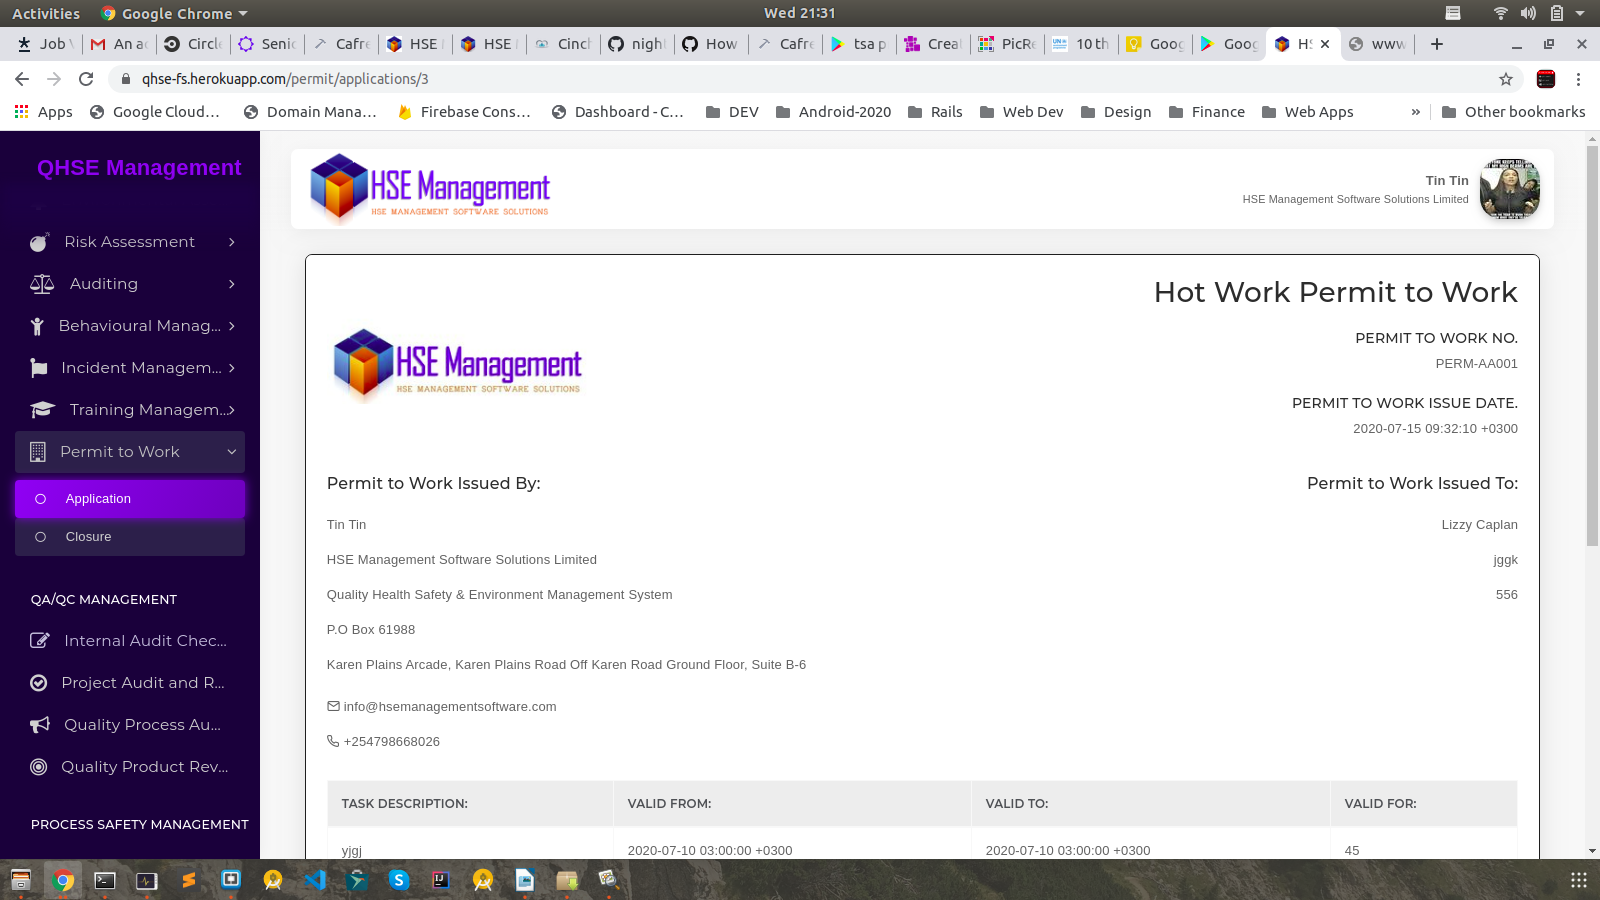 Activities Google Chrome Wed 21:31
Job An ac Circle Senio Cafre HSE HSE Cinch night How Cafre tsa p Creat PicRe 10 th Goog Goog HS www
qhse-fs.herokuapp.com/permit/applications/3
Apps Google Cloud... Domain Mana... Firebase Cons... Dashboard - C... DEV Android-2020 Rails Web Dev Design Finance Web Apps » Other bookmarks
QHSE Management
Risk Assessment
Auditing
Behavioural Manag...
Incident Managem...
Training Managem...
Permit to Work
Application
Closure
QA/QC MANAGEMENT
Internal Audit Chec...
Project Audit and R...
Quality Process Au...
Quality Product Rev...
PROCESS SAFETY MANAGEMENT
HSE Management
HSE MANAGEMENT SOFTWARE SOLUTIONS
Tin Tin
HSE Management Software Solutions Limited
Hot Work Permit to Work
HSE Management
HSE MANAGEMENT SOFTWARE SOLUTIONS
PERMIT TO WORK NO.
PERM-AA001
PERMIT TO WORK ISSUE DATE.
2020-07-15 09:32:10 +0300
Permit to Work Issued By:
Tin Tin
HSE Management Software Solutions Limited
Quality Health Safety & Environment Management System
P.O Box 61988
Karen Plains Arcade, Karen Plains Road Off Karen Road Ground Floor, Suite B-6
info@hsemanagementsoftware.com
+254798668026
Permit to Work Issued To:
Lizzy Caplan
jggk
556
TASK DESCRIPTION: VALID FROM: VALID TO: VALID FOR:
yjgj 2020-07-10 03:00:00 +0300 2020-07-10 03:00:00 +0300 45